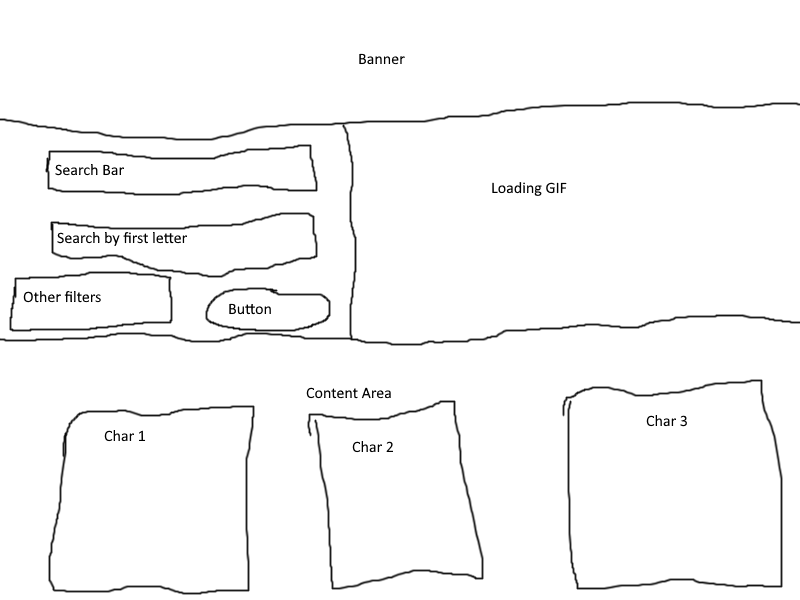 Banner
Search Bar
Loading GIF
Search by first letter
Other filters
Button
Content Area
Char 1
Char 2
Char 3